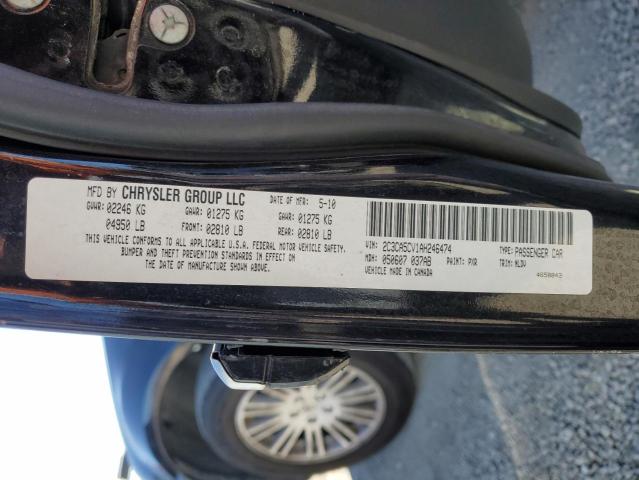 MFD BY CHRYSLER GROUP LLC DATE OF MFR 5-10
GVWR: 02246 KG GAWR: 01275 KG GAWR: 01275 KG
04950 LB FRONT: 02810 LB REAR: 02810 LB
THIS VEHICLE CONFORMS TO ALL APPLICABLE U.S.A. FEDERAL MOTOR VEHICLE SAFETY,
BUMPER AND THEFT PREVENTION STANDARDS IN EFFECT ON
THE DATE OF MANUFACTURE SHOWN ABOVE.
VIN: 2C3CA5CV1AH246474 TYPE: PASSENGER CAR
MDH: 050607 037AB PAINT: PXR TRIM: NLDV
VEHICLE MADE IN CANADA 4658042